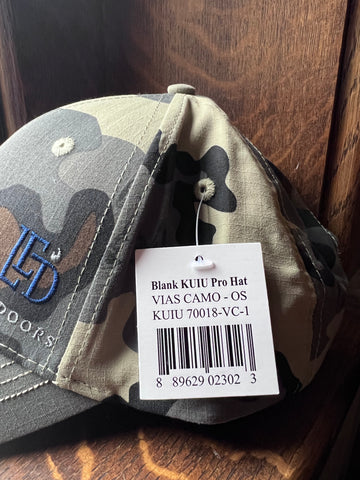 DOORS
Blank KUIU Pro Hat
VIAS CAMO - OS
KUIU 70018-VC-1
8 89629 02302 3